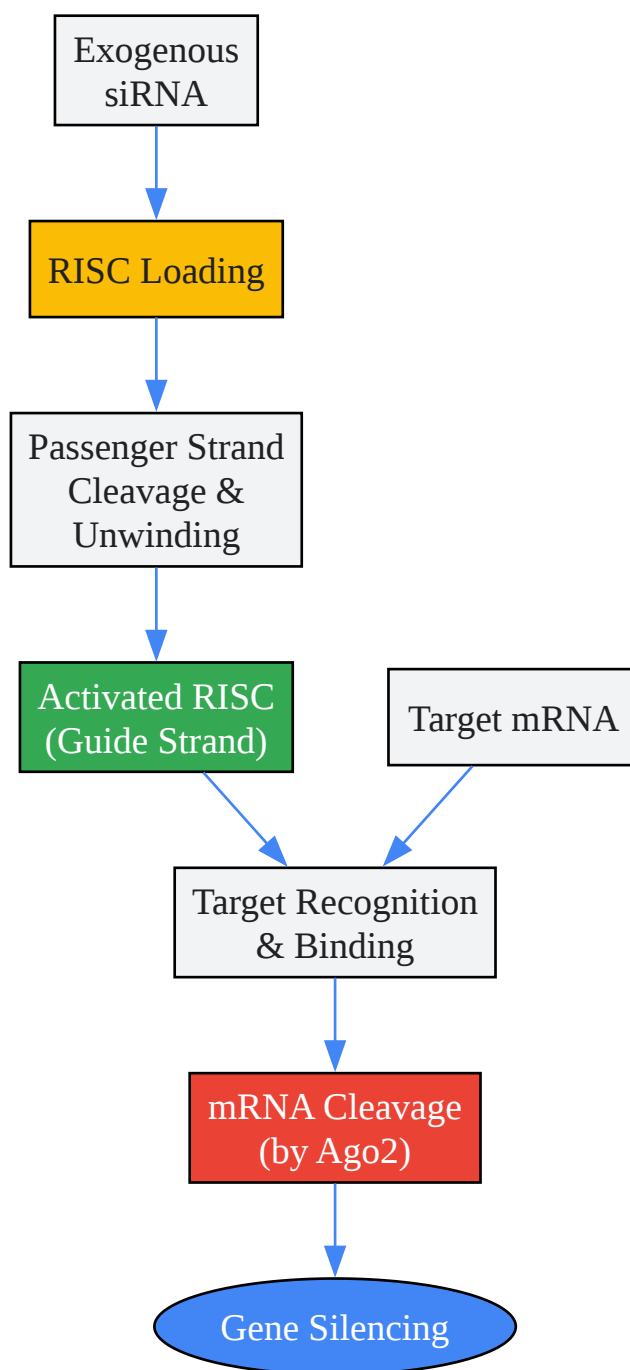 Exogenous
siRNA
RISC Loading
Passenger Strand
Cleavage &
Unwinding
Activated RISC
(Guide Strand)
Target mRNA
Target Recognition
& Binding
mRNA Cleavage
(by Ago2)
Gene Silencing